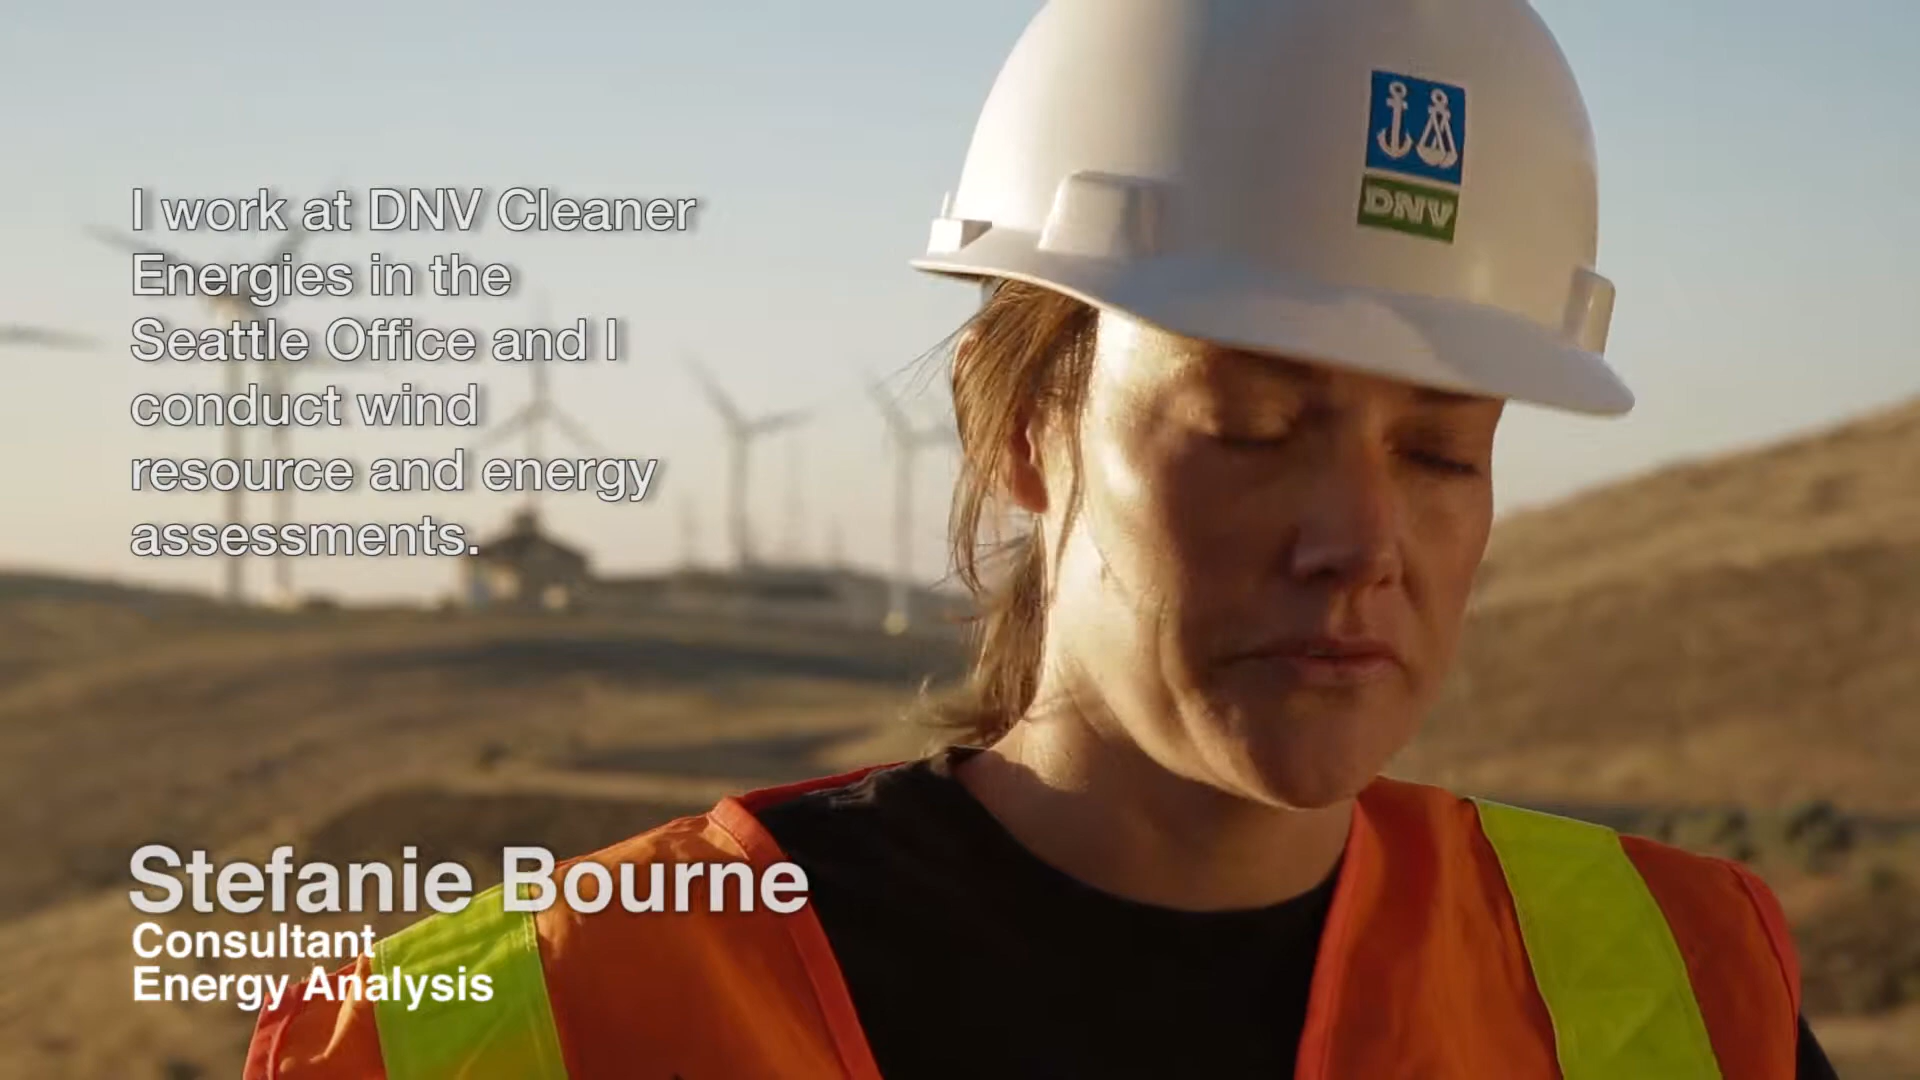 I work at DNV Cleaner
Energies in the
Seattle Office and I
conduct wind
resource and energy
assessments.
DNV
Stefanie Bourne
Consultant
Energy Analysis